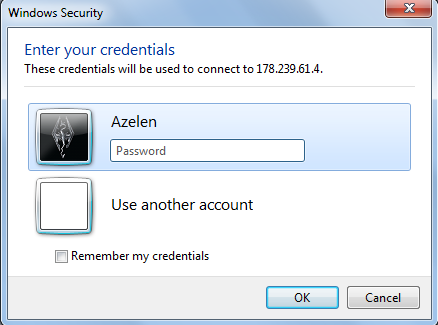 Windows Security
Enter your credentials
These credentials will be used to connect to 178.239.61.4.
Azelen
Password
Use another account
Remember my credentials
OK
Cancel